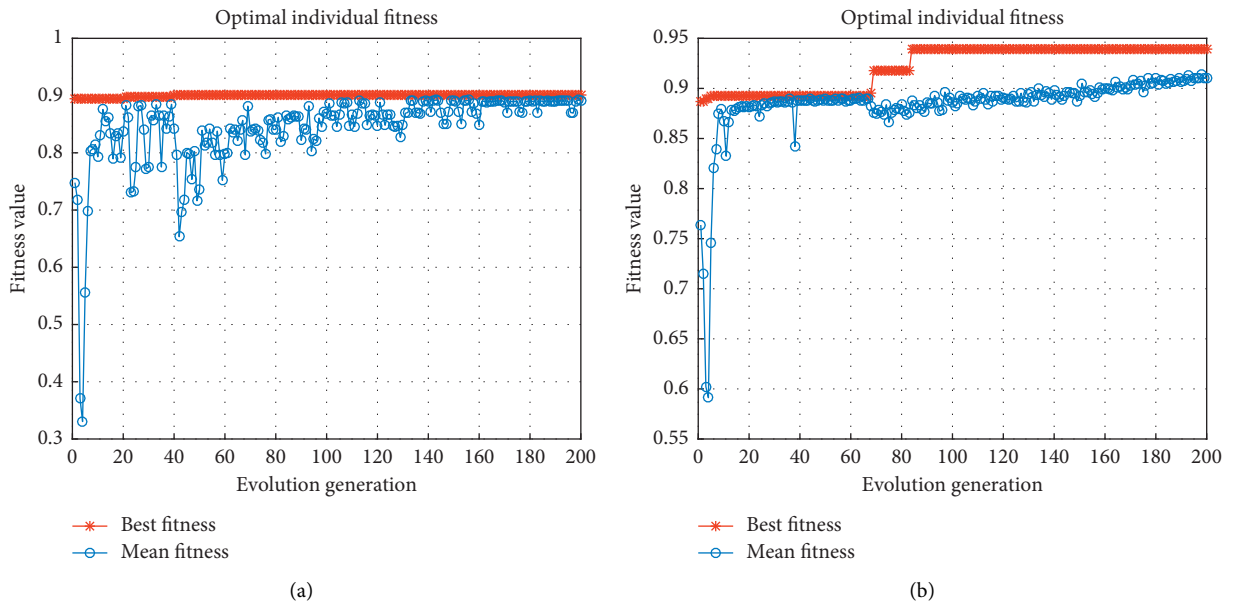 Optimal individual fitness
1
0.9
0.8
0.7
0.6
0.5
0.4
0.3
Fitness value
0 20 40 60 80 100 120 140 160 180 200
Evolution generation
Best fitness
Mean fitness
(a)
Optimal individual fitness
0.95
0.9
0.85
0.8
0.75
0.7
0.65
0.6
0.55
Fitness value
0 20 40 60 80 100 120 140 160 180 200
Evolution generation
Best fitness
Mean fitness
(b)